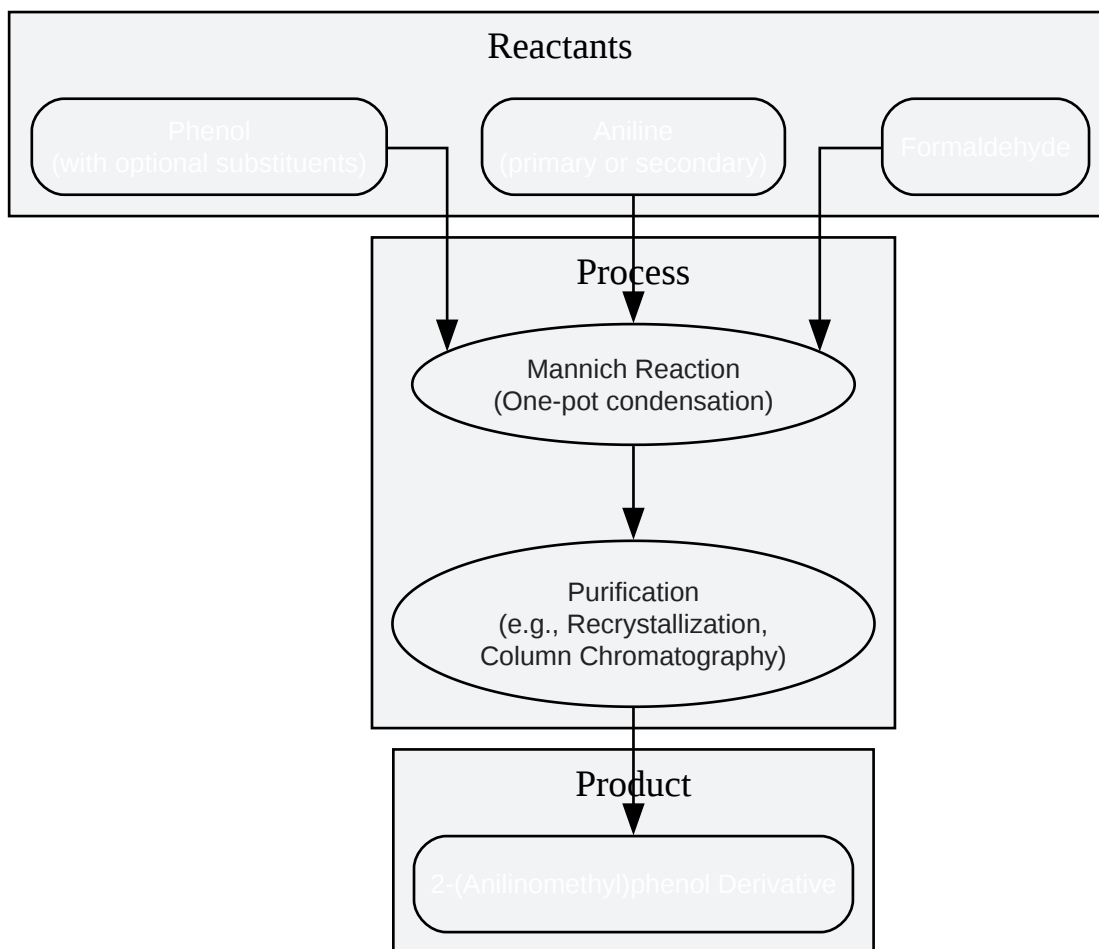 Reactants
Phenol
(with optional substituents)
Aniline
(primary or secondary)
Formaldehyde
Process
Mannich Reaction
(One-pot condensation)
Purification
(e.g., Recrystallization,
Column Chromatography)
Product
2-(Anilinomethyl)phenol Derivative